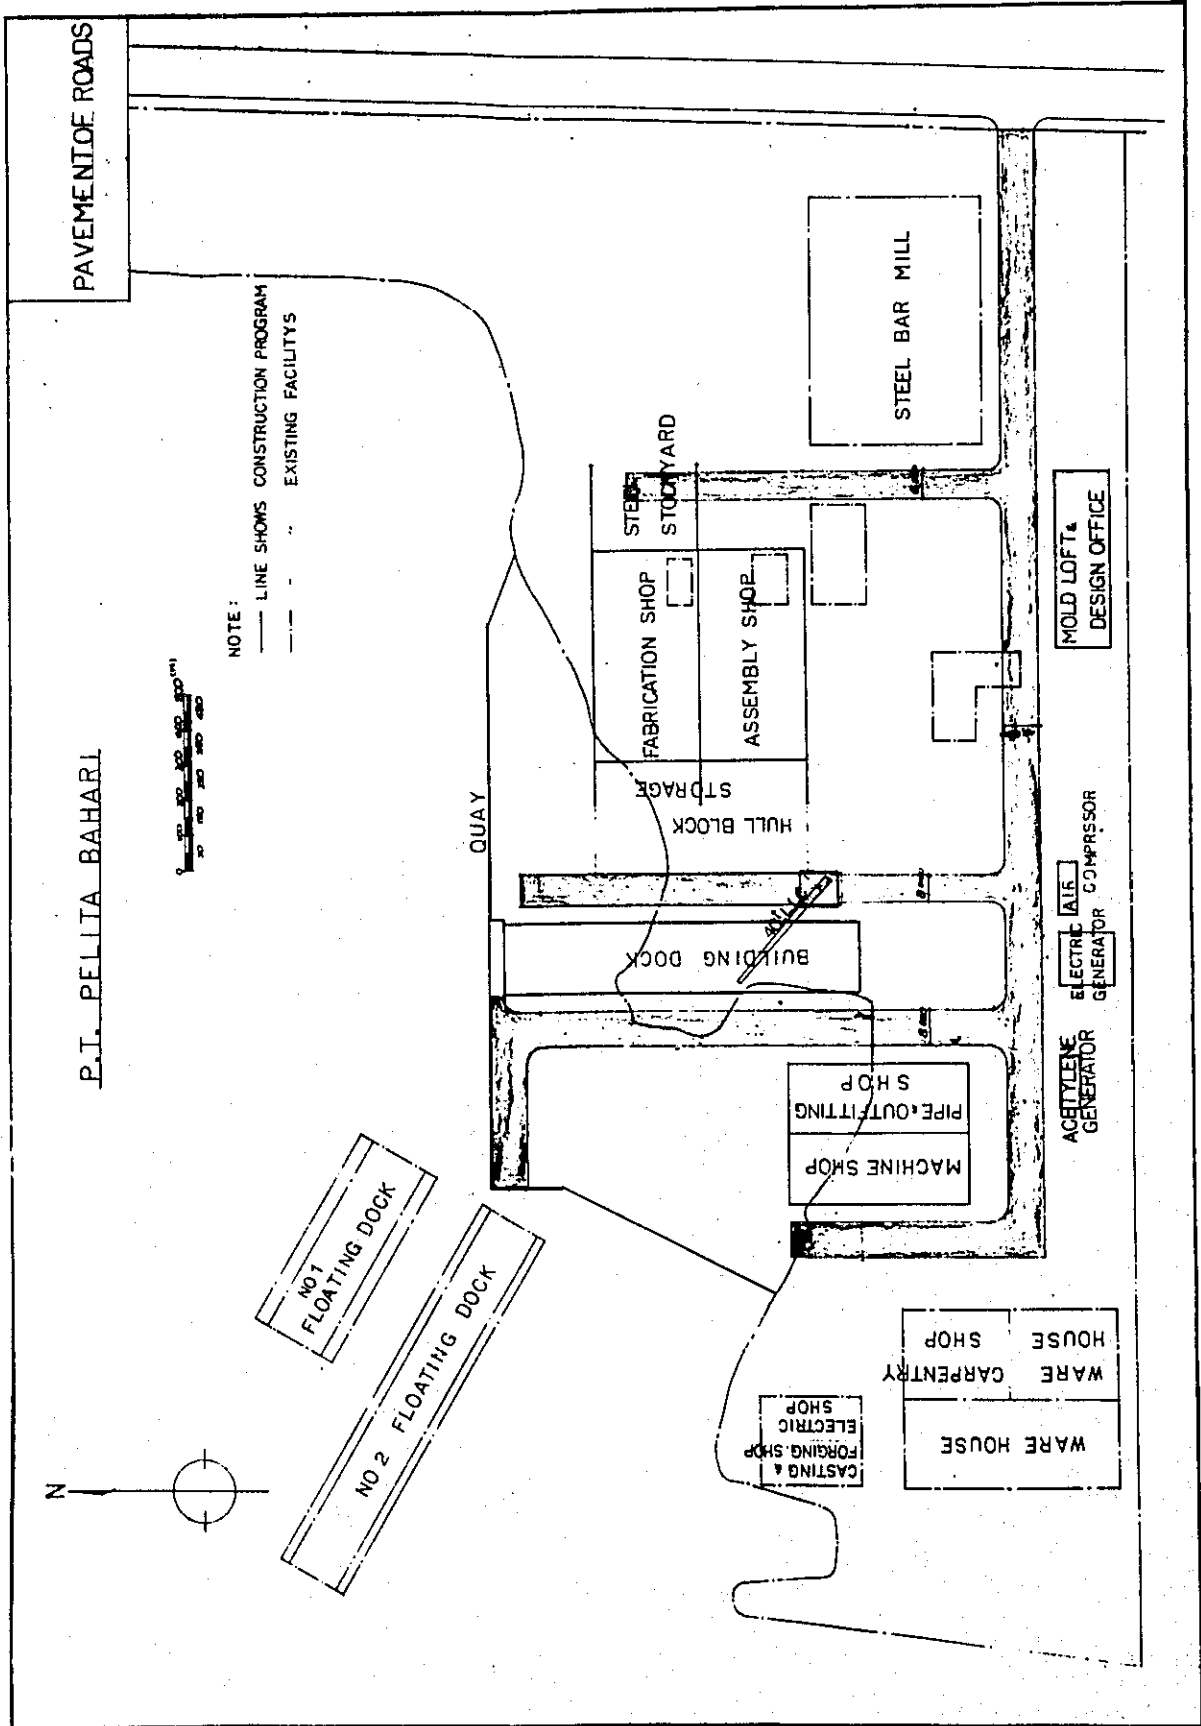 PAVEMENTOE ROADS
P.T. PELITA BAHARI
NOTE:
LINE SHOWS CONSTRUCTION PROGRAM
" EXISTING FACILITYS
N
NO 1
FLOATING DOCK
NO 2 FLOATING DOCK
QUAY
STEEL
STOCKYARD
FABRICATION SHOP
ASSEMBLY SHOP
STEEL BAR MILL
HULL BLOCK
STORAGE
BUILDING DOCK
PIPE & OUTFITTING
SHOP
MACHINE SHOP
MOLD LOFT &
DESIGN OFFICE
AIR
COMPRSSOR
ELECTRIC
GENERATOR
ACETYLENE
GENERATOR
CASTING &
FORGING SHOP
ELECTRIC
SHOP
CARPENTRY
SHOP
WARE
HOUSE
WARE HOUSE